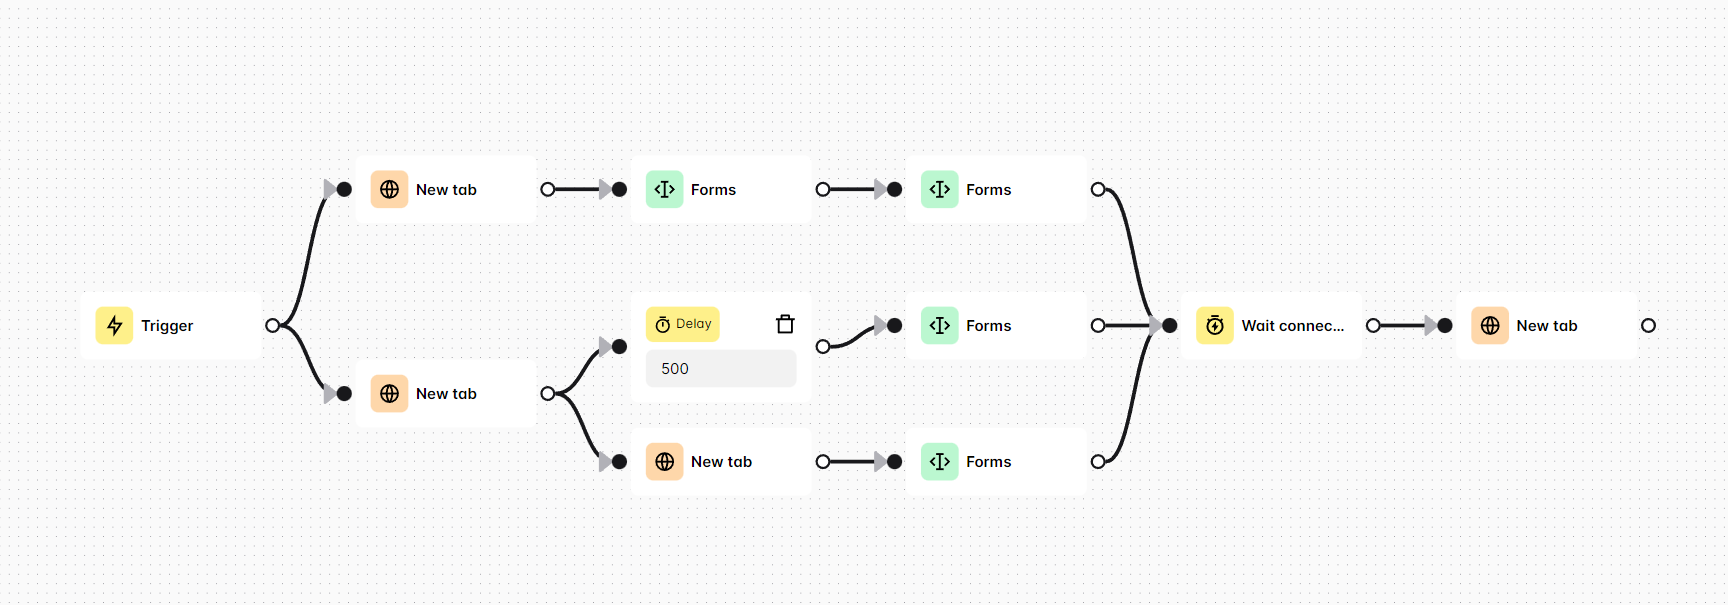 New tab
Forms
Forms
Trigger
Delay
500
Forms
Wait connec...
New tab
New tab
New tab
Forms